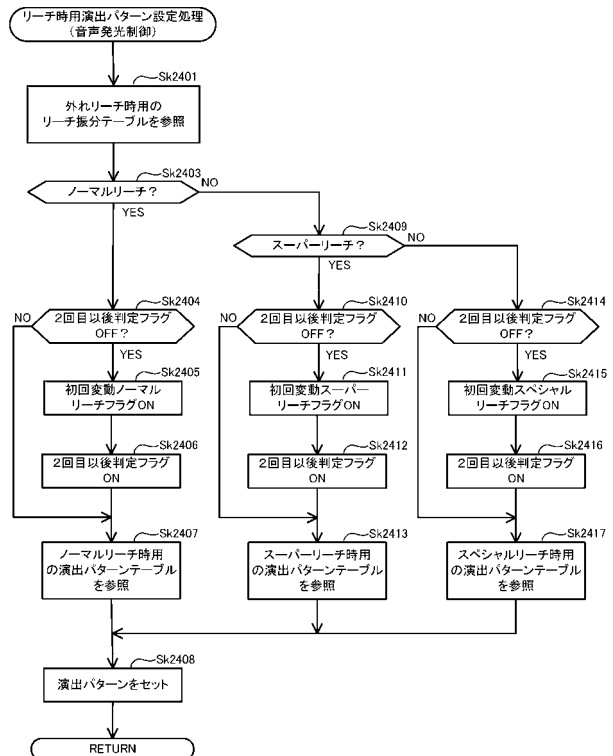 リーチ時用演出パターン設定処理
(音声発光制御)
Sk2401
外れリーチ時用の
リーチ振分テーブルを参照
Sk2403
ノーマルリーチ?
NO
YES
Sk2409
スーパーリーチ?
NO
YES
Sk2404
NO
2回目以後判定フラグ
OFF?
YES
Sk2405
初回変動ノーマル
リーチフラグON
Sk2406
2回目以後判定フラグ
ON
Sk2407
ノーマルリーチ時用
の演出パターンテーブル
を参照
Sk2410
NO
2回目以後判定フラグ
OFF?
YES
Sk2411
初回変動スーパー
リーチフラグON
Sk2412
2回目以後判定フラグ
ON
Sk2413
スーパーリーチ時用
の演出パターンテーブル
を参照
Sk2414
NO
2回目以後判定フラグ
OFF?
YES
Sk2415
初回変動スペシャル
リーチフラグON
Sk2416
2回目以後判定フラグ
ON
Sk2417
スペシャルリーチ時用
の演出パターンテーブル
を参照
Sk2408
演出パターンをセット
RETURN